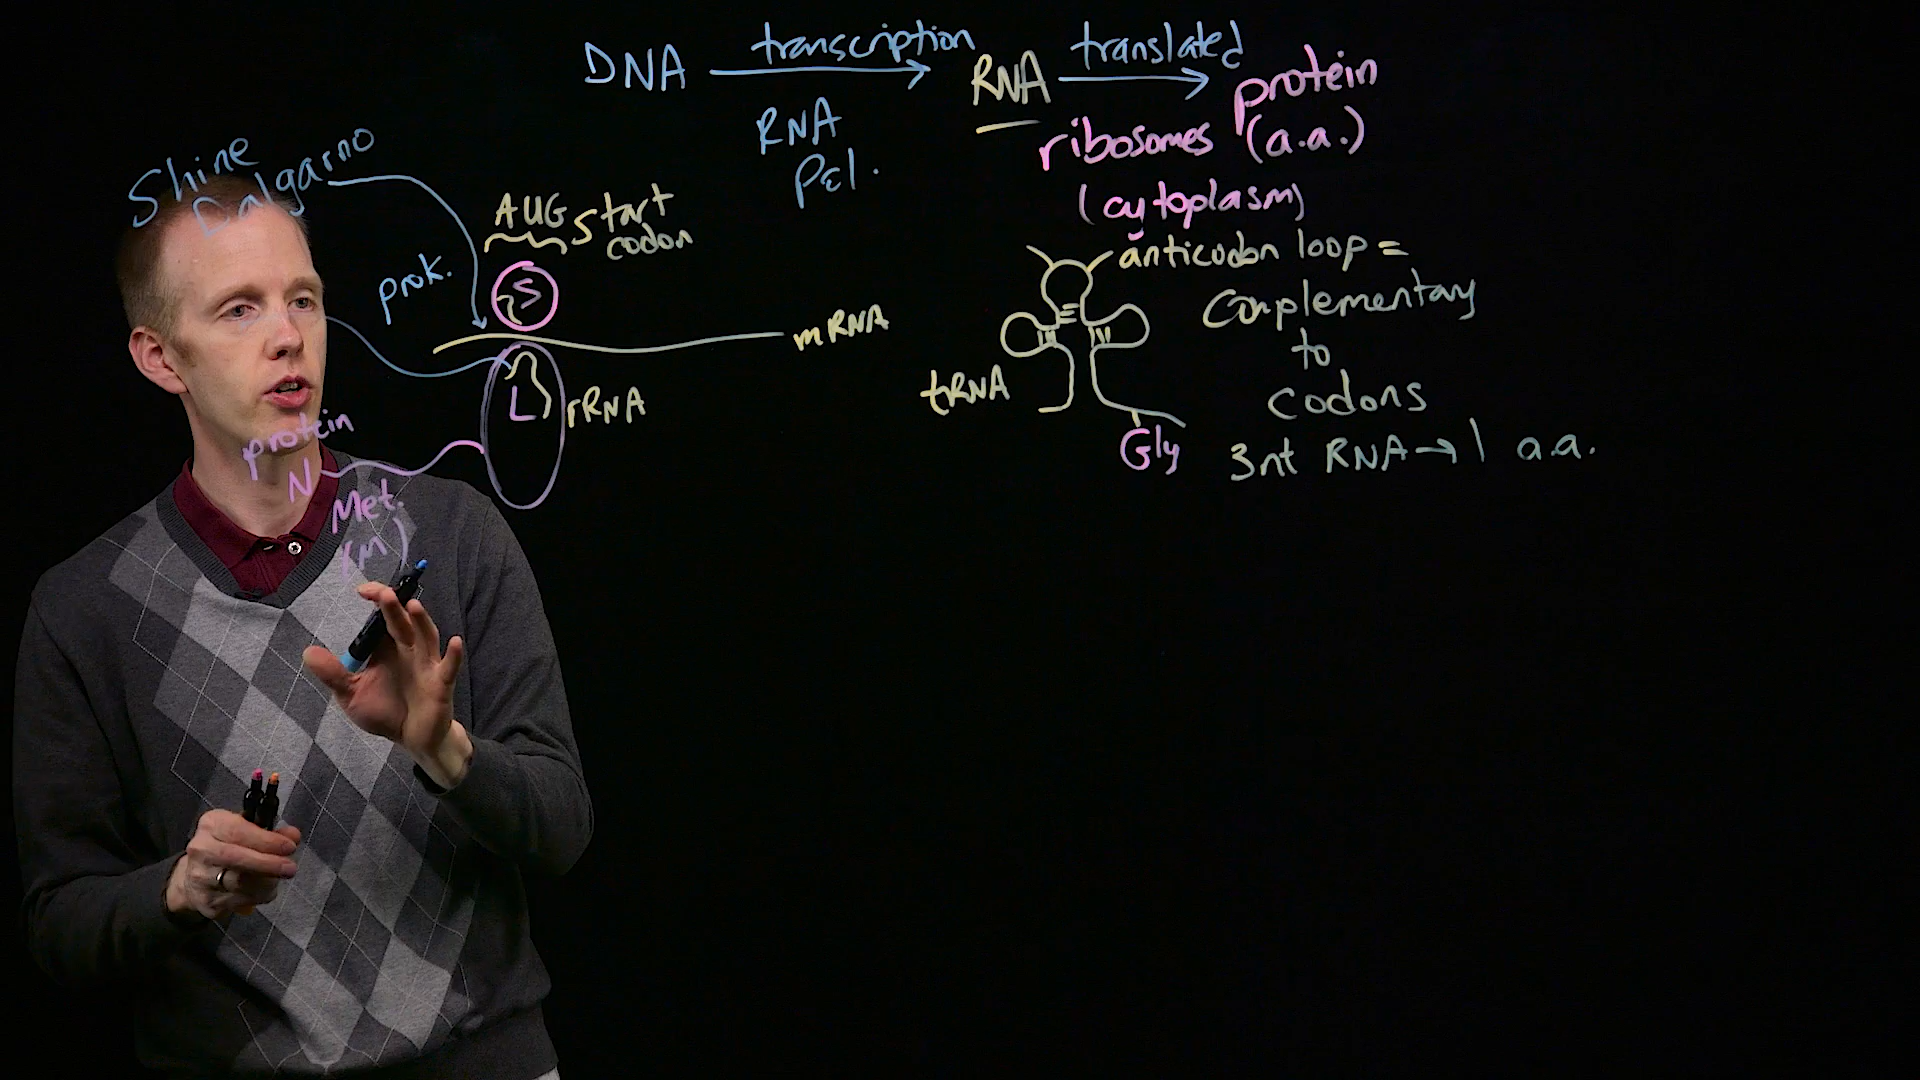 DNA transcription RNA translated protein
RNA Pol.
ribosomes (a.a.)
(cytoplasm)
Shine
Dalgarno
prok.
AUG start
codon
S
mRNA
L
rRNA
protein
N
Met.
(M)
anticodon loop =
complementary
to
codons
tRNA
Gly
3nt RNA → 1 a.a.